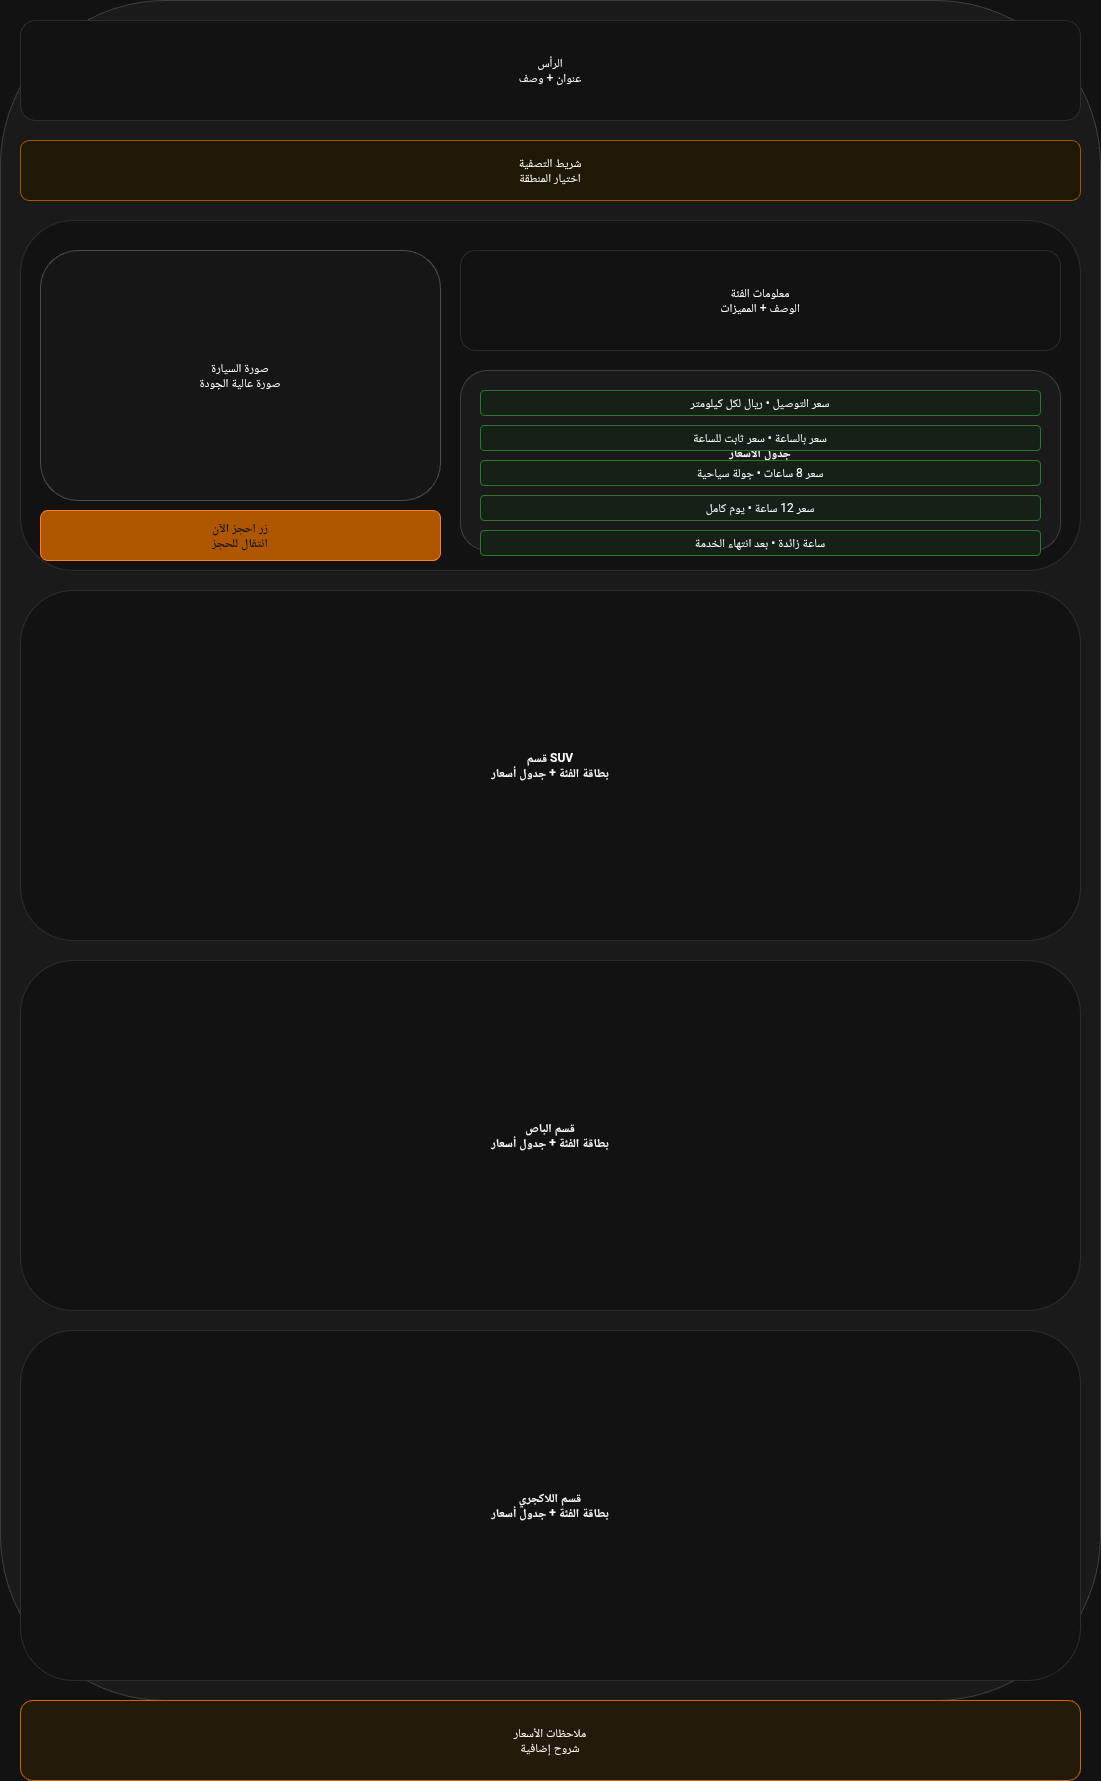 الرأس
عنوان + وصف
شريط التصفية
اختيار المنطقة
معلومات الفئة
الوصف + المميزات
صورة السيارة
صورة عالية الجودة
سعر التوصيل • ريال لكل كيلومتر
سعر بالساعة • سعر ثابت للساعة
جدول الأسعار
سعر 8 ساعات • جولة سياحية
سعر 12 ساعة • يوم كامل
ساعة زائدة • بعد انتهاء الخدمة
زر احجز الآن
انتقال للحجز
SUV قسم
بطاقة الفئة + جدول أسعار
قسم الباص
بطاقة الفئة + جدول أسعار
قسم اللاكجري
بطاقة الفئة + جدول أسعار
ملاحظات الأسعار
شروح إضافية